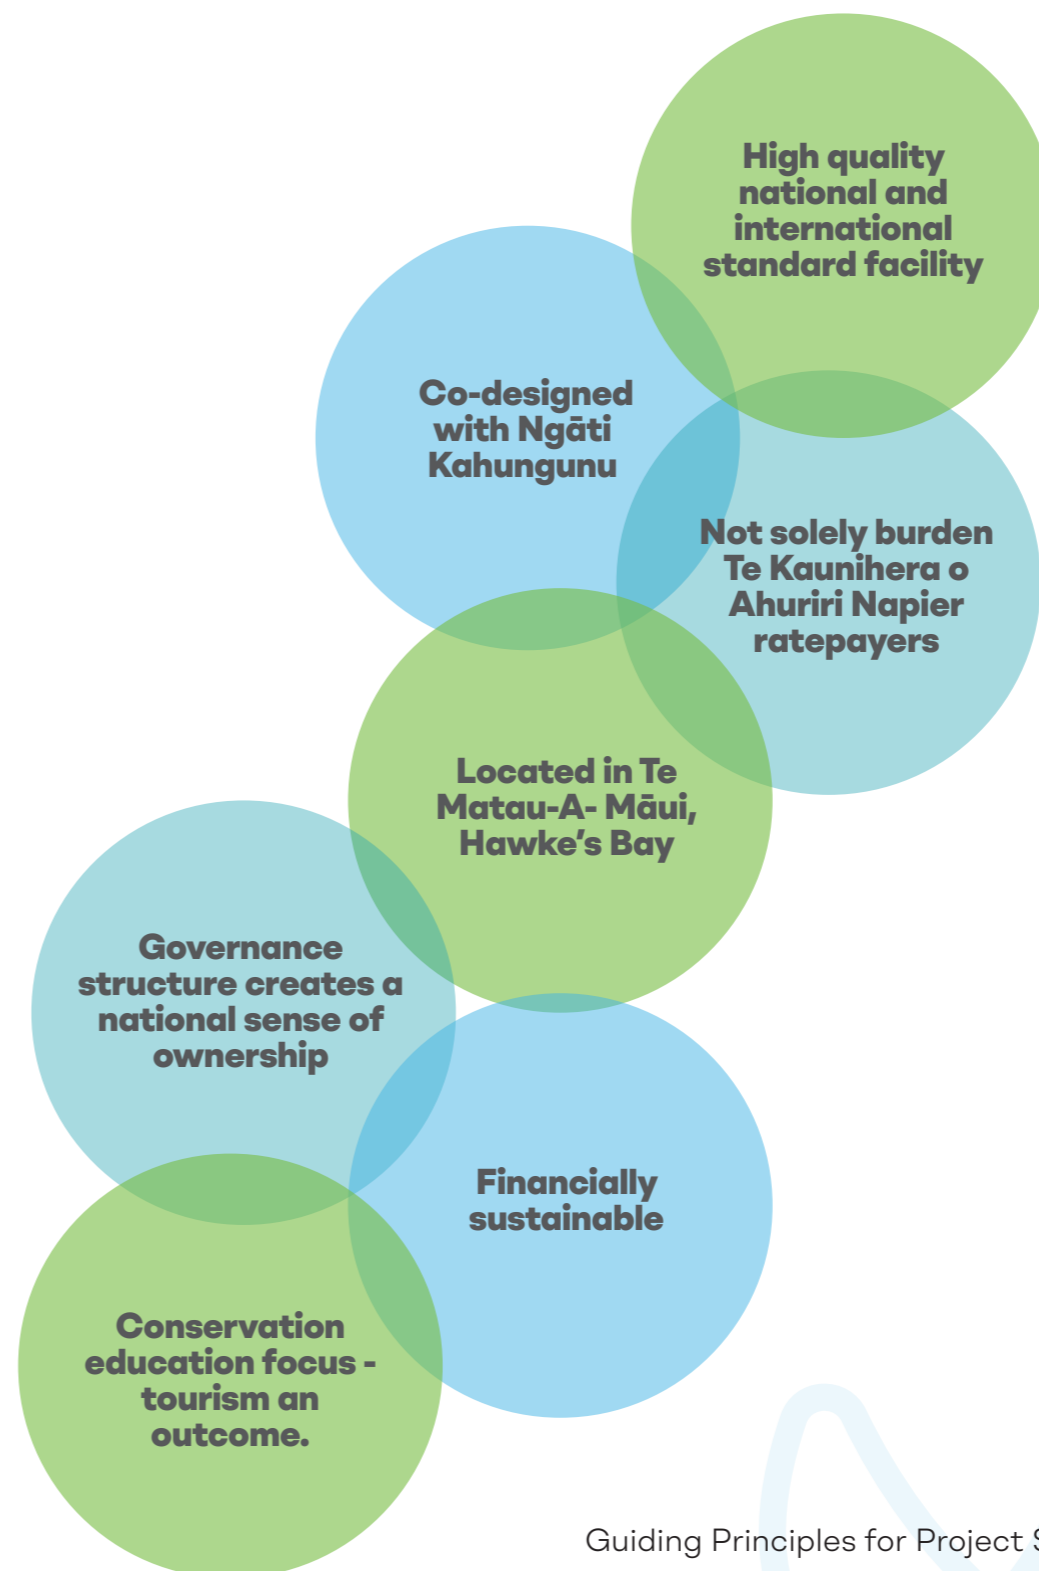 High quality
national and
international
standard facility
Co-designed
with Ngāti
Kahungunu
Not solely burden
Te Kaunihera o
Ahuriri Napier
ratepayers
Located in Te
Matau-A- Māui,
Hawke’s Bay
Governance
structure creates a
national sense of
ownership
Financially
sustainable
Conservation
education focus -
tourism an
outcome.
Guiding Principles for Project